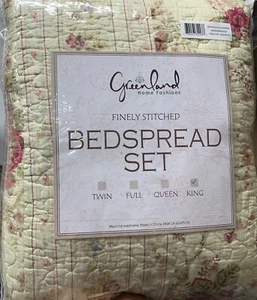 Greenland
Home Fashions
FINELY STITCHED
BEDSPREAD
SET
TWIN FULL QUEEN KING